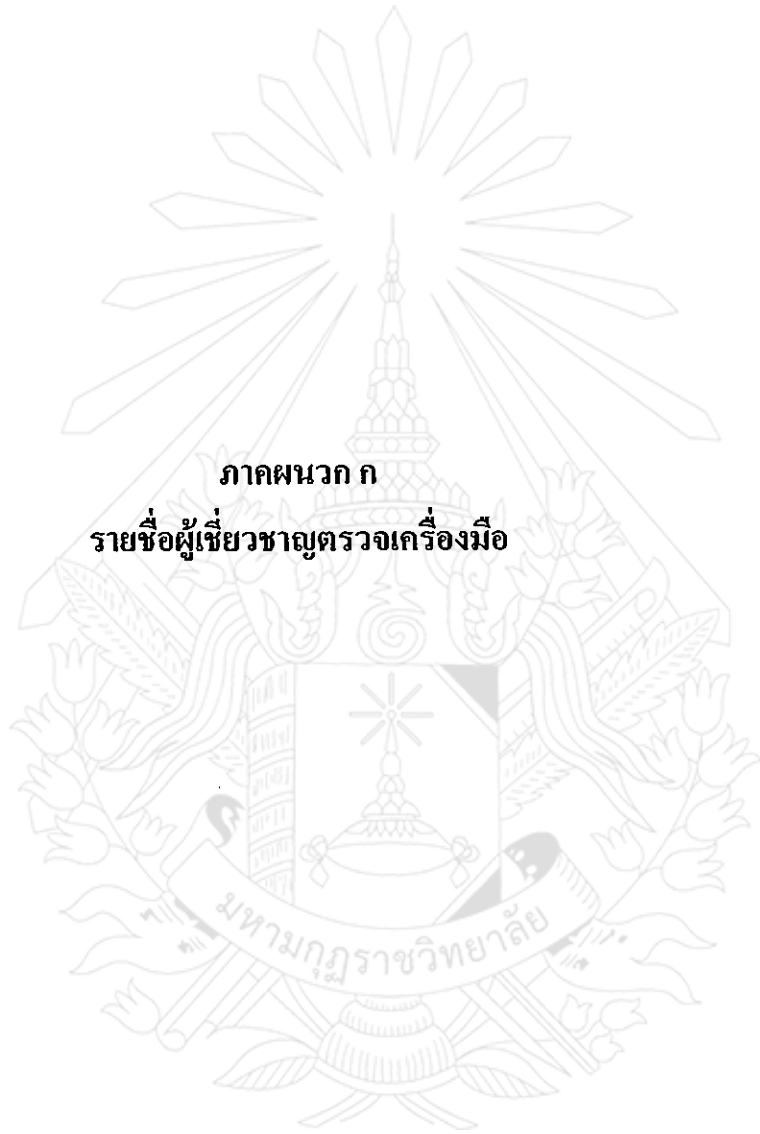 ภาคผนวก ก
รายชื่อผู้เชี่ยวชาญตรวจเครื่องมือ
มหามกุฏราชวิทยาลัย